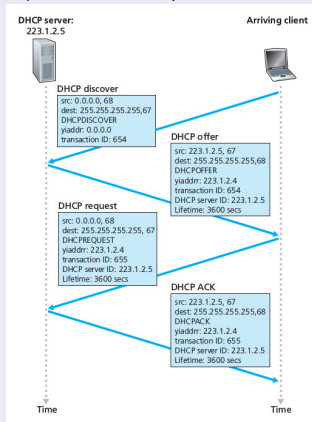 DHCP server:
223.1.2.5
Arriving client
DHCP discover
src: 0.0.0.0, 68
dest: 255.255.255.255,67
DHCPDISCOVER
yiaddr: 0.0.0.0
transaction ID: 654
DHCP offer
src: 223.1.2.5, 67
dest: 255.255.255.255,68
DHCPOFFER
yiaddrr: 223.1.2.4
transaction ID: 654
DHCP server ID: 223.1.2.5
Lifetime: 3600 secs
DHCP request
src: 0.0.0.0, 68
dest: 255.255.255.255, 67
DHCPREQUEST
yiaddrr: 223.1.2.4
transaction ID: 655
DHCP server ID: 223.1.2.5
Lifetime: 3600 secs
DHCP ACK
src: 223.1.2.5, 67
dest: 255.255.255.255,68
DHCPACK
yiaddrr: 223.1.2.4
transaction ID: 655
DHCP server ID: 223.1.2.5
Lifetime: 3600 secs
Time
Time